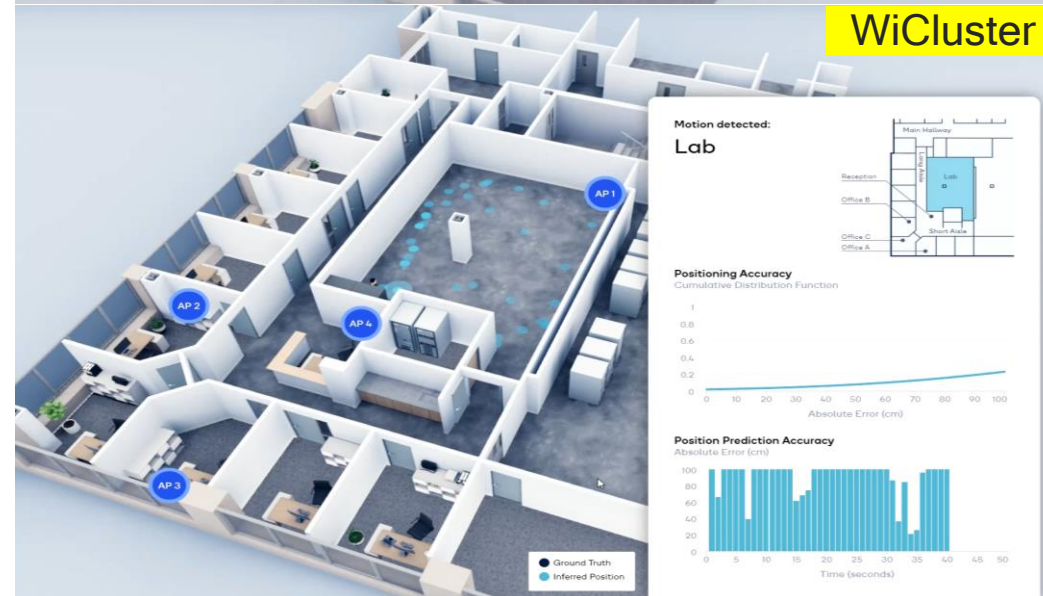 WiCluster
AP 1
AP 2
AP 4
AP 3
Ground Truth
Inferred Position
Motion detected:
Lab
Main Hallway
Long Aisle
Lab
Reception
Office B
Short Aisle
Office C
Office A
Positioning Accuracy
Cumulative Distribution Function
1
0.8
0.6
0.4
0.2
0
0 10 20 30 40 50 60 70 80 90 100
Absolute Error (cm)
Position Prediction Accuracy
Absolute Error (cm)
100
80
60
40
20
0
0 5 10 15 20 25 30 35 40 45 50
Time (seconds)